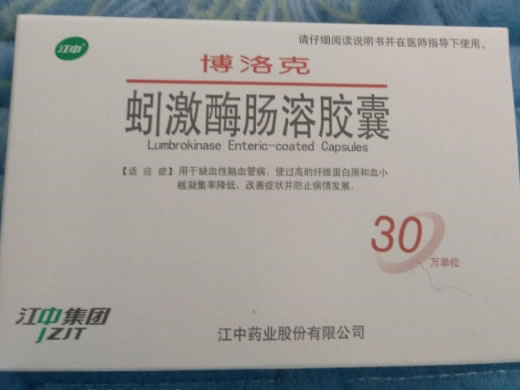 江中
请仔细阅读说明书并在医师指导下使用。
博洛克
蚓激酶肠溶胶囊
Lumbrokinase Enteric-coated Capsules
【适 应 症】用于缺血性脑血管病，使过高的纤维蛋白原和血小
板凝集率降低，改善症状并防止病情发展。
30
万单位
江中集团
JZJT
江中药业股份有限公司